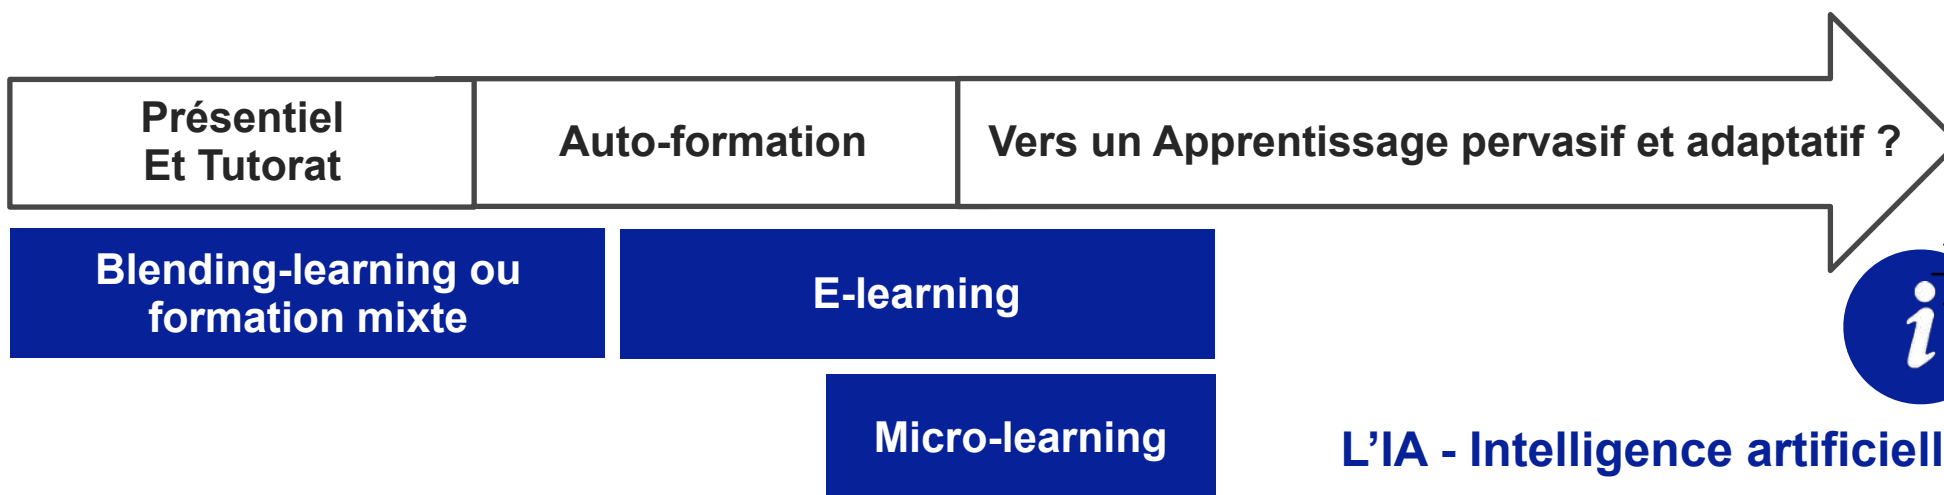 Présentiel
Et Tutorat
Auto-formation
Vers un Apprentissage pervasif et adaptatif ?
Blending-learning ou
formation mixte
E-learning
i
Micro-learning
L’IA - Intelligence artificiell